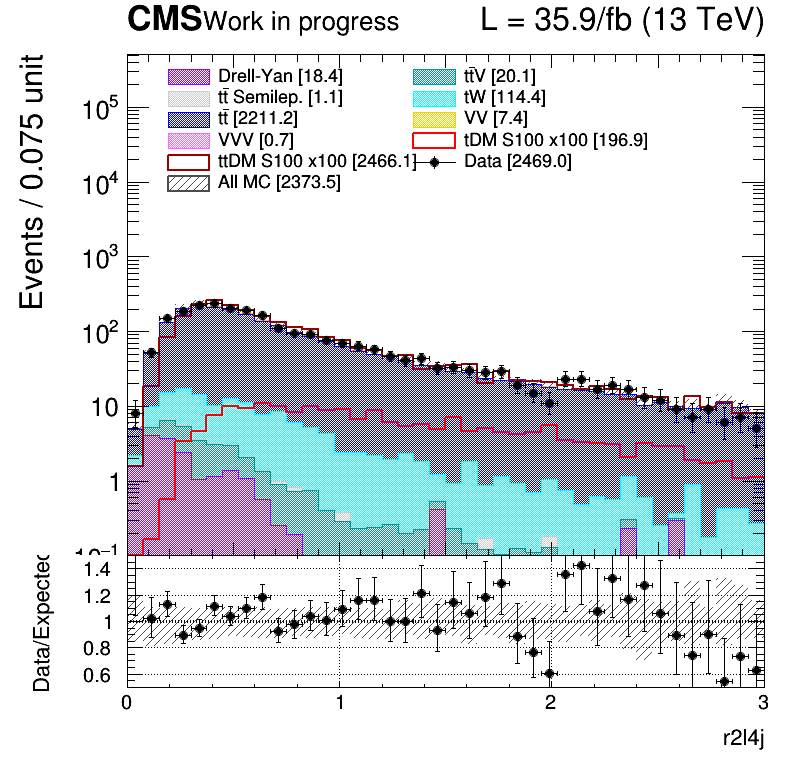 CMS Work in progress L = 35.9/fb (13 TeV)
Events / 0.075 unit
Drell-Yan [18.4] tt̄V [20.1]
tt̄ Semilep. [1.1] tW [114.4]
tt̄ [2211.2] VV [7.4]
VVV [0.7] tDM S100 x100 [196.9]
ttDM S100 x100 [2466.1] Data [2469.0]
All MC [2373.5]
10⁵
10⁴
10³
10²
10
1
10⁻¹
Data/Expected
1.4
1.2
1
0.8
0.6
0 1 2 3
r2l4j